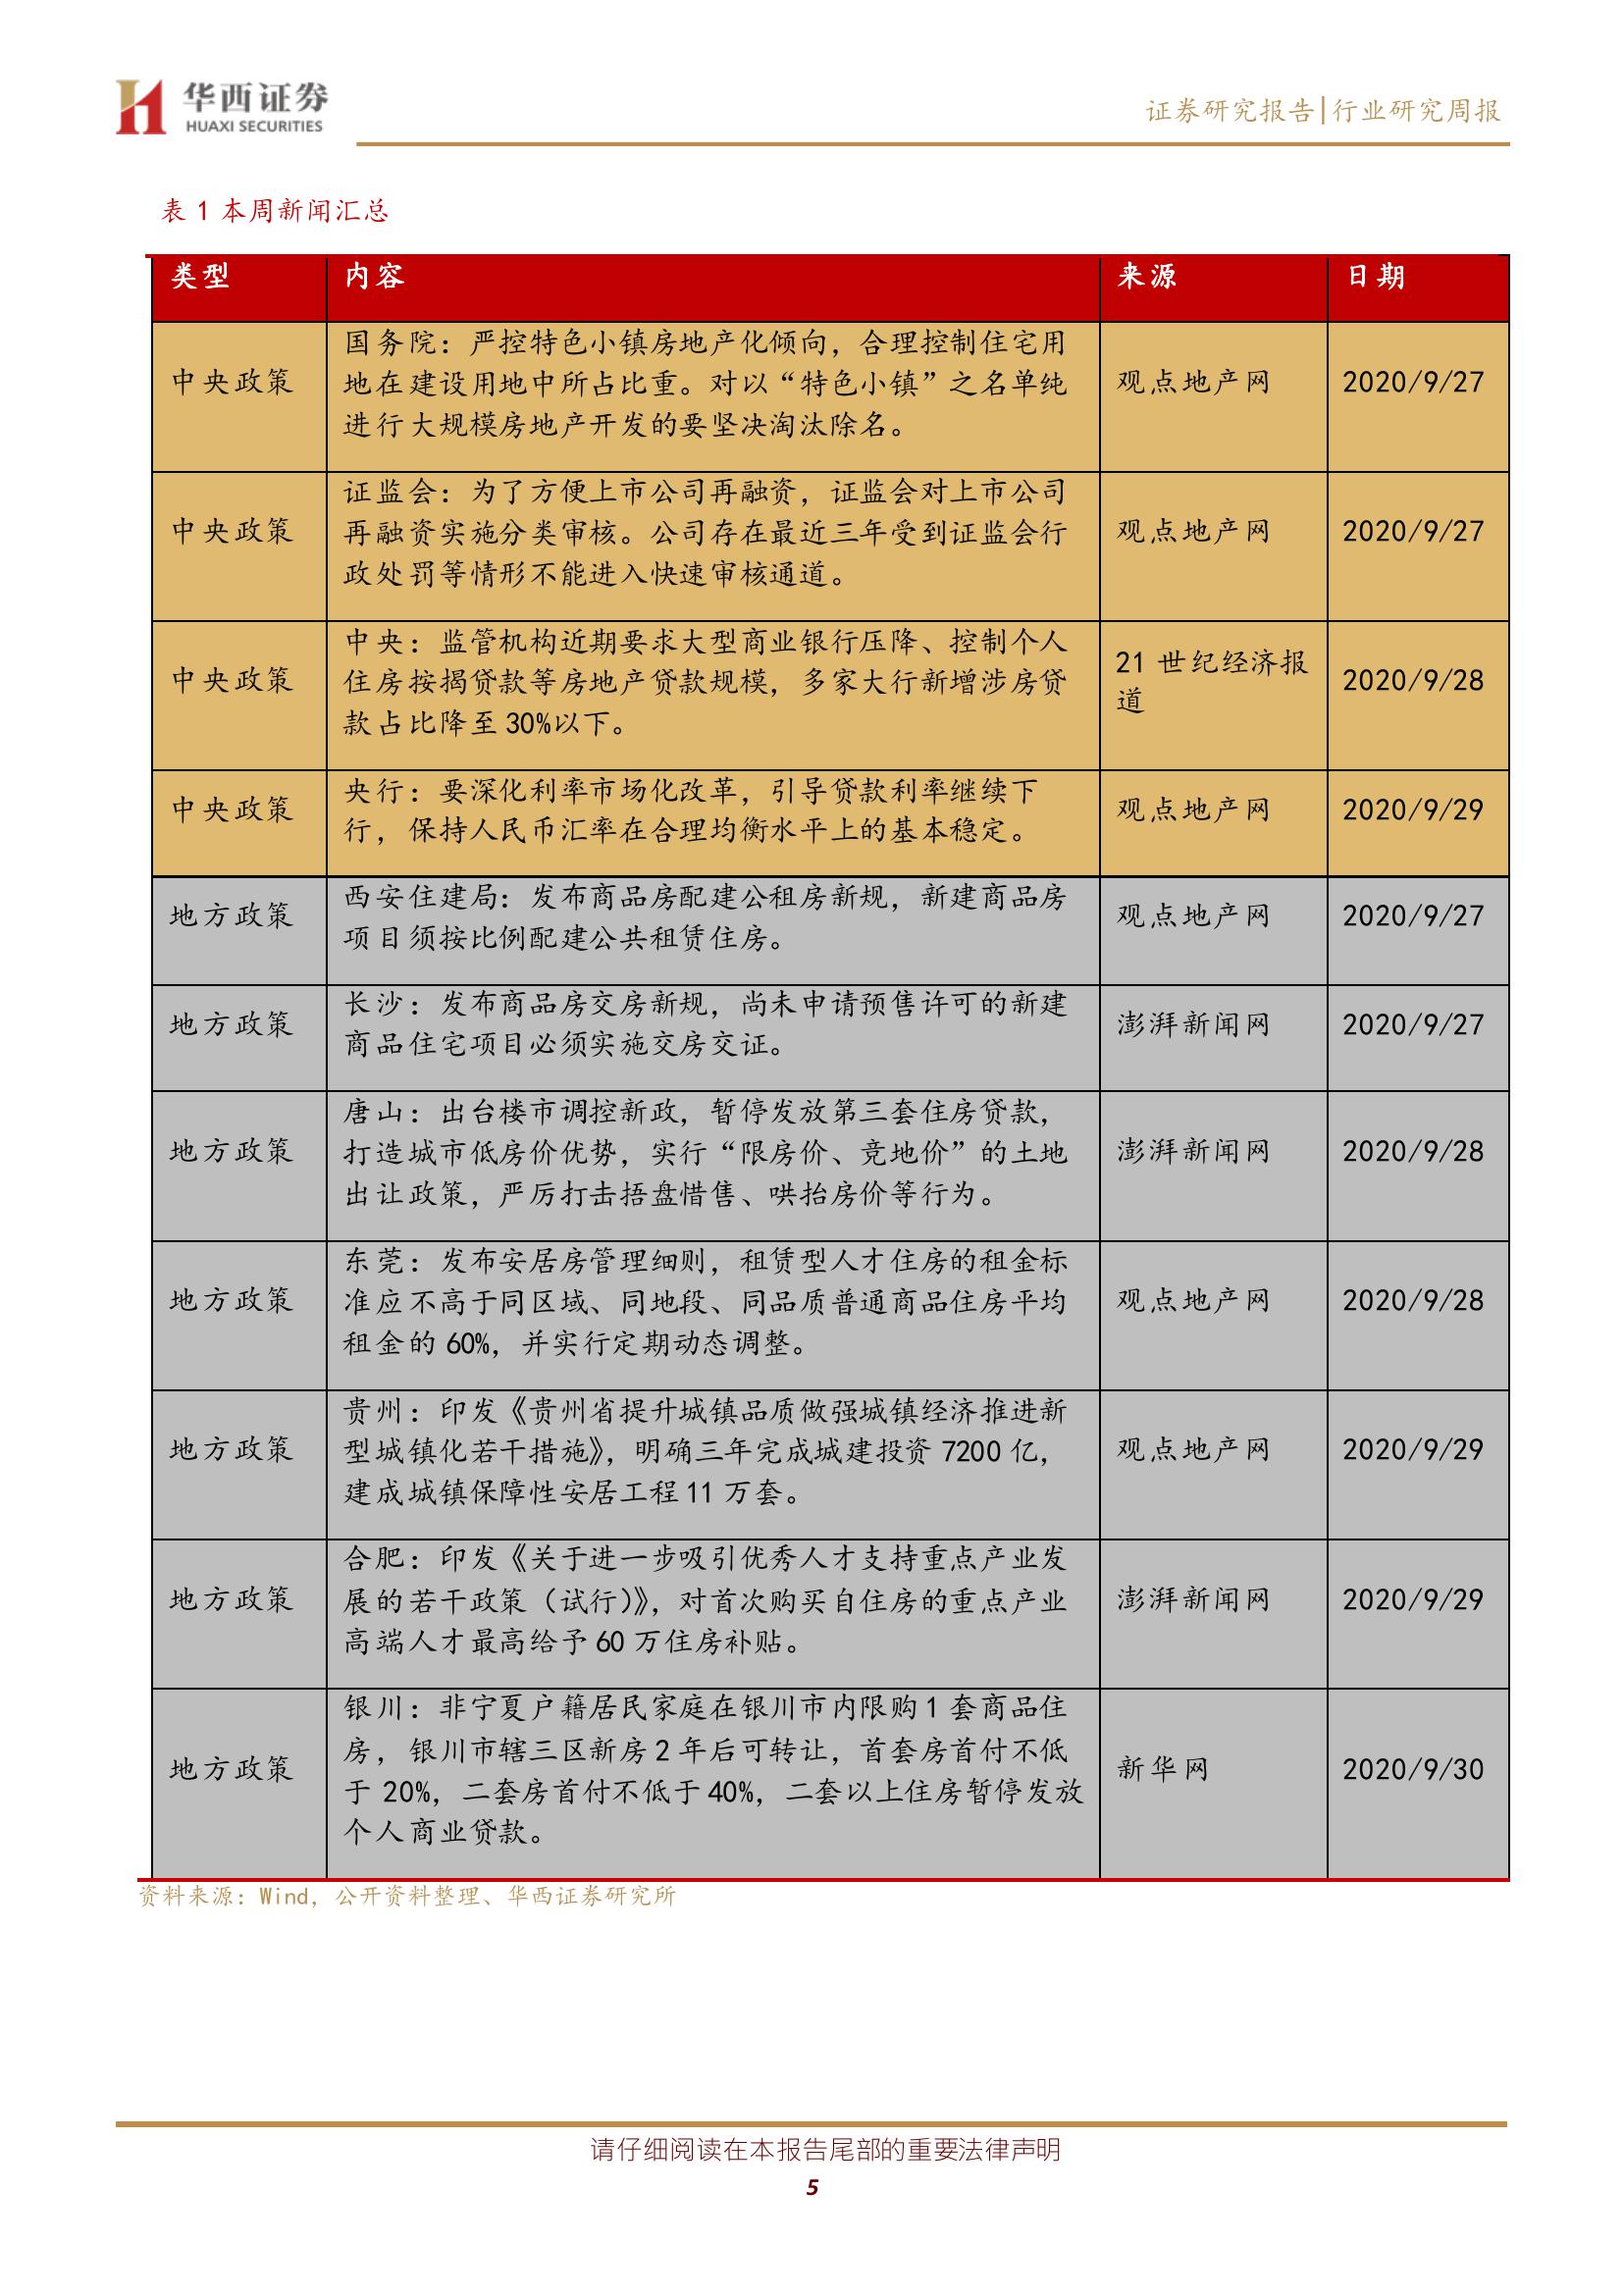 华西证券
HUAXI SECURITIES
证券研究报告|行业研究周报
表 1 本周新闻汇总
类型 内容 来源 日期
国务院：严控特色小镇房地产化倾向，合理控制住宅用
地在建设用地中所占比重。对以“特色小镇”之名单纯
进行大规模房地产开发的要坚决淘汰除名。
中央政策 观点地产网 2020/9/27
证监会：为了方便上市公司再融资，证监会对上市公司
再融资实施分类审核。公司存在最近三年受到证监会行
政处罚等情形不能进入快速审核通道。
中央政策 观点地产网 2020/9/27
中央：监管机构近期要求大型商业银行压降、控制个人
住房按揭贷款等房地产贷款规模，多家大行新增涉房贷
款占比降至 30%以下。
中央政策 21 世纪经济报
道
2020/9/28
央行：要深化利率市场化改革，引导贷款利率继续下
行，保持人民币汇率在合理均衡水平上的基本稳定。
中央政策 观点地产网 2020/9/29
西安住建局：发布商品房配建公租房新规，新建商品房
项目须按比例配建公共租赁住房。
地方政策 观点地产网 2020/9/27
长沙：发布商品房交房新规，尚未申请预售许可的新建
商品住宅项目必须实施交房交证。
地方政策 澎湃新闻网 2020/9/27
唐山：出台楼市调控新政，暂停发放第三套住房贷款，
打造城市低房价优势，实行“限房价、竞地价”的土地
出让政策，严厉打击捂盘惜售、哄抬房价等行为。
地方政策 澎湃新闻网 2020/9/28
东莞：发布安居房管理细则，租赁型人才住房的租金标
准应不高于同区域、同地段、同品质普通商品住房平均
租金的 60%，并实行定期动态调整。
地方政策 观点地产网 2020/9/28
贵州：印发《贵州省提升城镇品质做强城镇经济推进新
型城镇化若干措施》，明确三年完成城建投资 7200 亿，
建成城镇保障性安居工程 11 万套。
地方政策 观点地产网 2020/9/29
合肥：印发《关于进一步吸引优秀人才支持重点产业发
展的若干政策（试行）》，对首次购买自住房的重点产业
高端人才最高给予 60 万住房补贴。
地方政策 澎湃新闻网 2020/9/29
银川：非宁夏户籍居民家庭在银川市内限购 1 套商品住
房，银川市辖三区新房 2 年后可转让，首套房首付不低
于 20%，二套房首付不低于 40%，二套以上住房暂停发放
个人商业贷款。
地方政策 新华网 2020/9/30
资料来源：Wind，公开资料整理、华西证券研究所
请仔细阅读在本报告尾部的重要法律声明
5